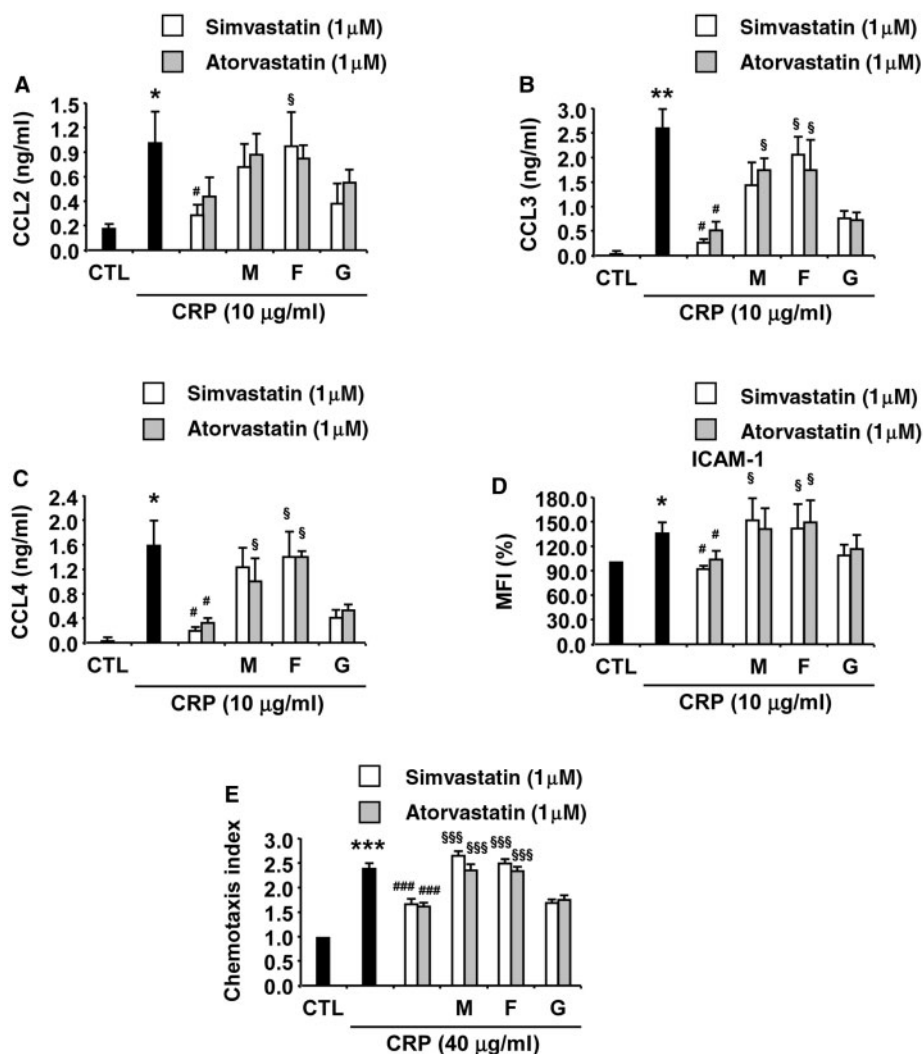 Simvastatin (1μM)
Atorvastatin (1μM)
A
CCL2 (ng/ml)
1.5
1.2
0.9
0.6
0.4
0.2
0.0
*
#
§
CTL
M
F
G
CRP (10 μg/ml)
Simvastatin (1μM)
Atorvastatin (1μM)
B
CCL3 (ng/ml)
3.0
2.5
2.0
1.5
1.0
0.5
0.0
**
#
#
§
§
§
CTL
M
F
G
CRP (10 μg/ml)
Simvastatin (1μM)
Atorvastatin (1μM)
C
CCL4 (ng/ml)
2.4
2.0
1.6
1.2
0.8
0.4
0.0
*
#
#
§
§
§
CTL
M
F
G
CRP (10 μg/ml)
Simvastatin (1μM)
Atorvastatin (1μM)
ICAM-1
D
MFI (%)
180.0
150.0
120.0
90.0
60.0
30.0
0.0
*
#
#
§
§
§
CTL
M
F
G
CRP (10 μg/ml)
Simvastatin (1μM)
Atorvastatin (1μM)
E
Chemotaxis index
3.0
2.5
2.0
1.5
1.0
0.5
0.0
***
###
###
§§§
§§§
§§§
§§§
CTL
M
F
G
CRP (40 μg/ml)